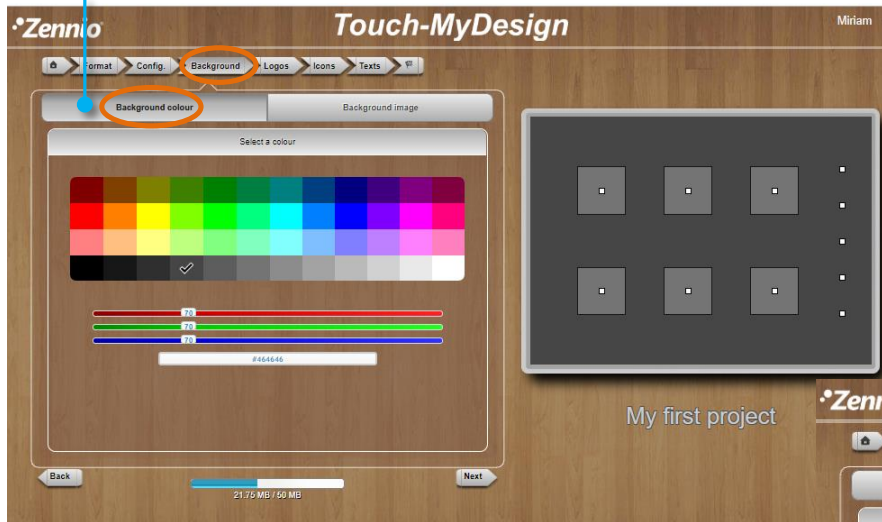 Zennio
Touch-MyDesign
Miriam
Format Config. Background Logos Icons Texts
Background colour
Background image
Select a colour
70
70
70
#464646
My first project
Back
Next
21.75 MB / 50 MB